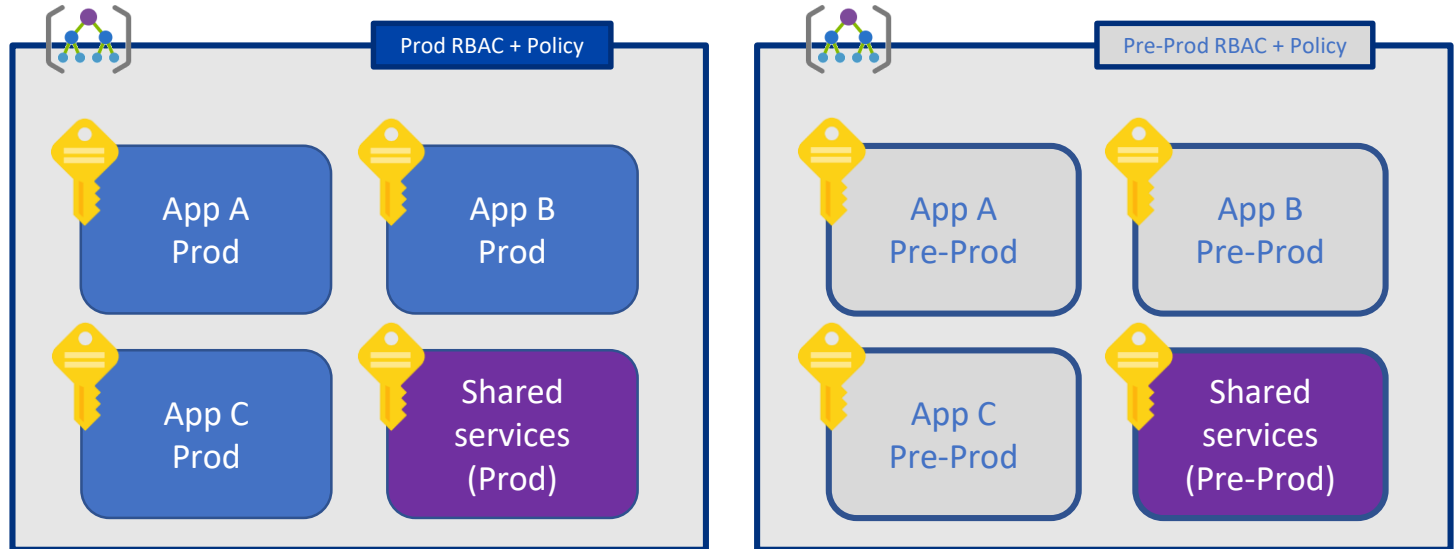 Prod RBAC + Policy
App A
Prod
App B
Prod
App C
Prod
Shared
services
(Prod)
Pre-Prod RBAC + Policy
App A
Pre-Prod
App B
Pre-Prod
App C
Pre-Prod
Shared
services
(Pre-Prod)